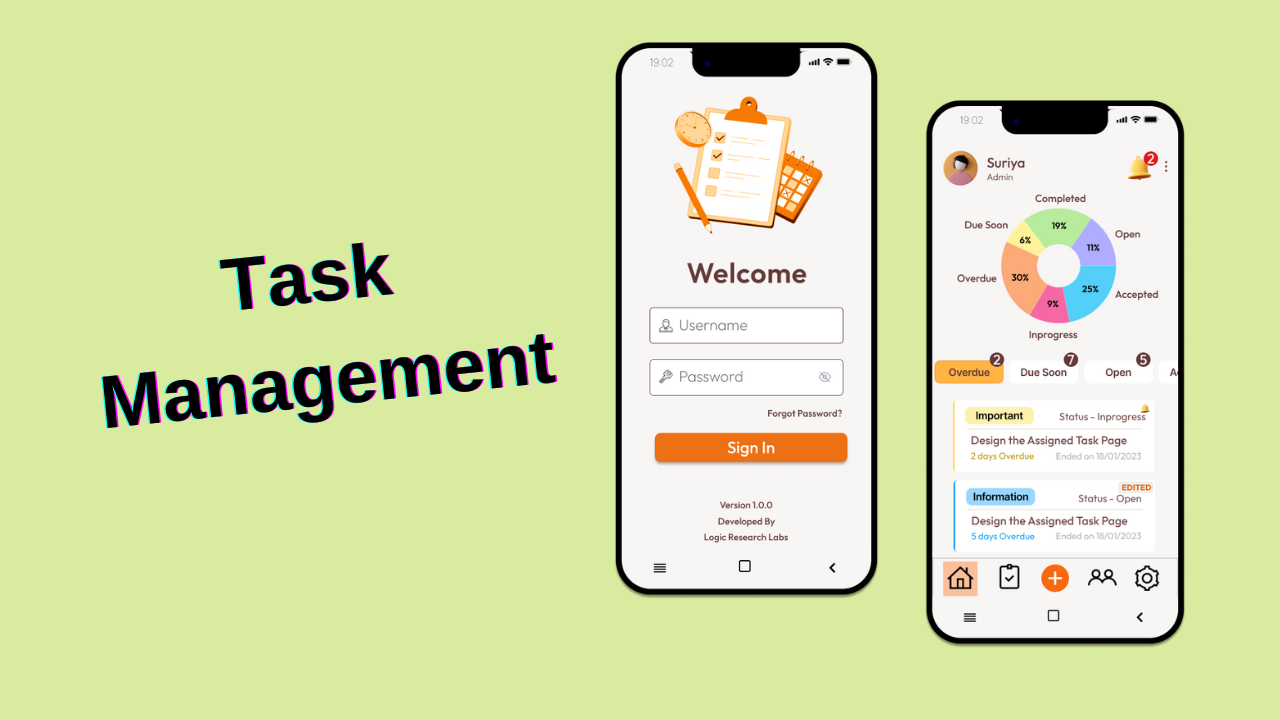 Task
Management
19:02
Welcome
Username
Password
Forgot Password?
Sign In
Version 1.0.0
Developed By
Logic Research Labs
19:02
Suriya
Admin
2
Completed
Due Soon
Open
Overdue
Accepted
Inprogress
19%
6%
11%
30%
25%
9%
Overdue 2
Due Soon 7
Open 5
Important
Status - Inprogress
Design the Assigned Task Page
2 days Overdue
Ended on 18/01/2023
EDITED
Information
Status - Open
Design the Assigned Task Page
5 days Overdue
Ended on 18/01/2023